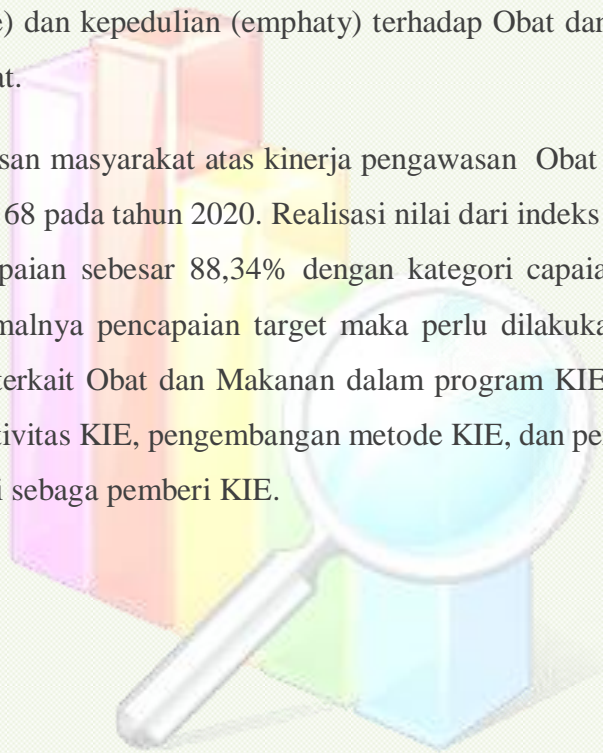 dan kepedulian (emphaty) terhadap Obat dan
san masyarakat atas kinerja pengawasan Obat
68 pada tahun 2020. Realisasi nilai dari indeks
paian sebesar 88,34% dengan kategori capaia
malnya pencapaian target maka perlu dilakuka
terkait Obat dan Makanan dalam program KIE
tivitas KIE, pengembangan metode KIE, dan pe
i sebaga pemberi KIE.